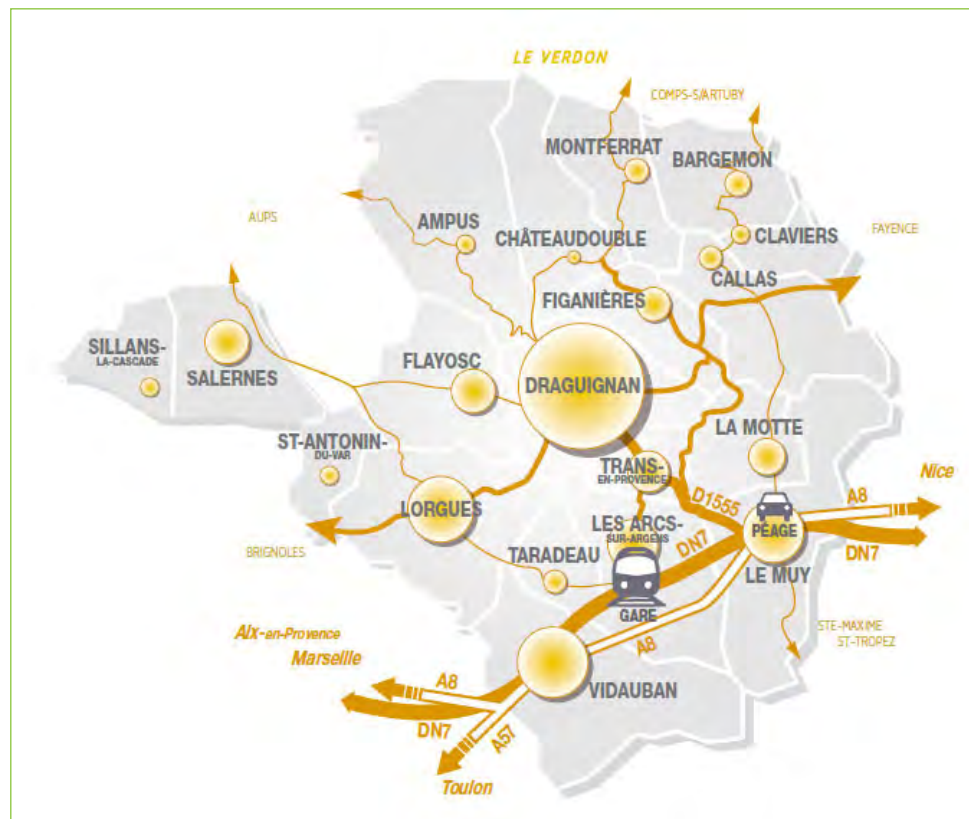 LE VERDON
COMPS-S/ARTUBY
MONTFERRAT
BARGEMON
AUPS
AMPUS
CHÂTEAUDOUBLE
CLAVIERS
FAYENCE
CALLAS
FIGANIÈRES
SILLANS-
LA-CASCADE
SALERNES
FLAYOSC
DRAGUIGNAN
ST-ANTONIN-
DU-VAR
LA MOTTE
TRANS-
EN-PROVENCE
Nice
A8
D1555
LORGUES
LES ARCS-
SUR-ARGENS
PÉAGE
DN7
DN7
BRIGNOLES
TARADEAU
LE MUY
GARE
STE-MAXIME
ST-TROPEZ
Aix-en-Provence
Marseille
A8
A8
VIDAUBAN
DN7
A57
Toulon